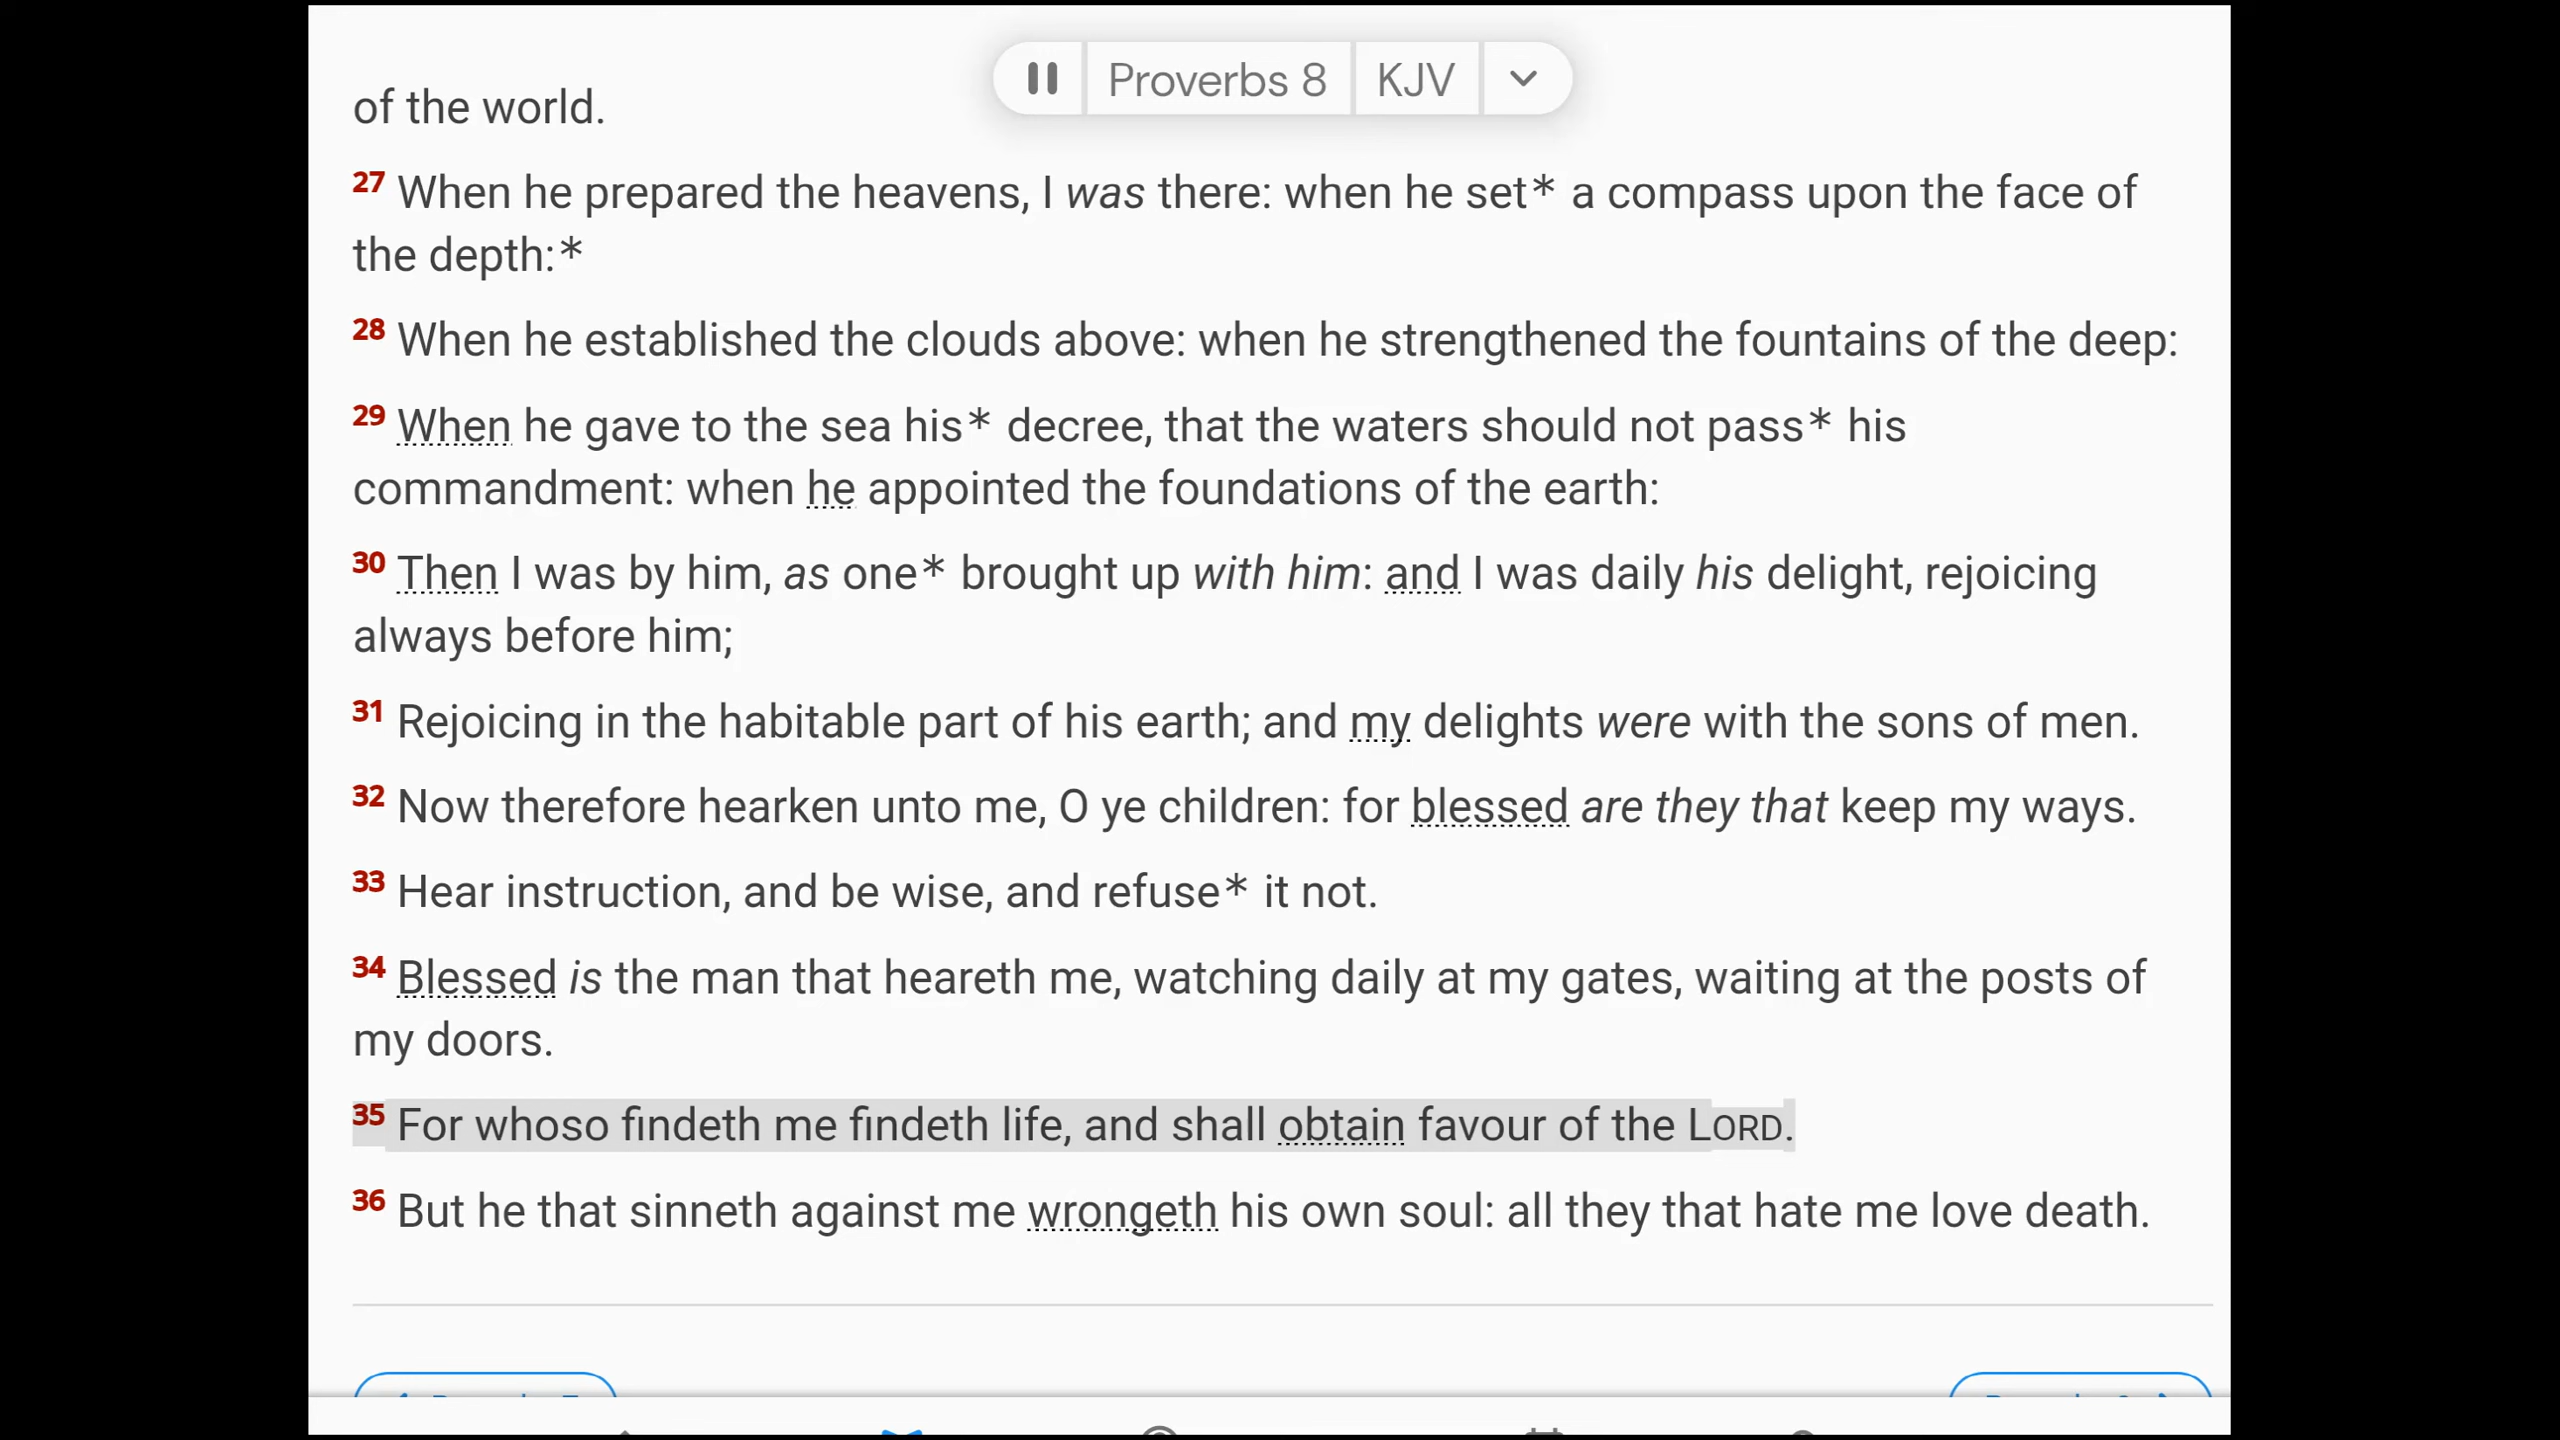 Proverbs 8 KJV
of the world.
27 When he prepared the heavens, I was there: when he set* a compass upon the face of
the depth:*
28 When he established the clouds above: when he strengthened the fountains of the deep:
29 When he gave to the sea his* decree, that the waters should not pass* his
commandment: when he appointed the foundations of the earth:
30 Then I was by him, as one* brought up with him: and I was daily his delight, rejoicing
always before him;
31 Rejoicing in the habitable part of his earth; and my delights were with the sons of men.
32 Now therefore hearken unto me, O ye children: for blessed are they that keep my ways.
33 Hear instruction, and be wise, and refuse* it not.
34 Blessed is the man that heareth me, watching daily at my gates, waiting at the posts of
my doors.
35 For whoso findeth me findeth life, and shall obtain favour of the LORD.
36 But he that sinneth against me wrongeth his own soul: all they that hate me love death.